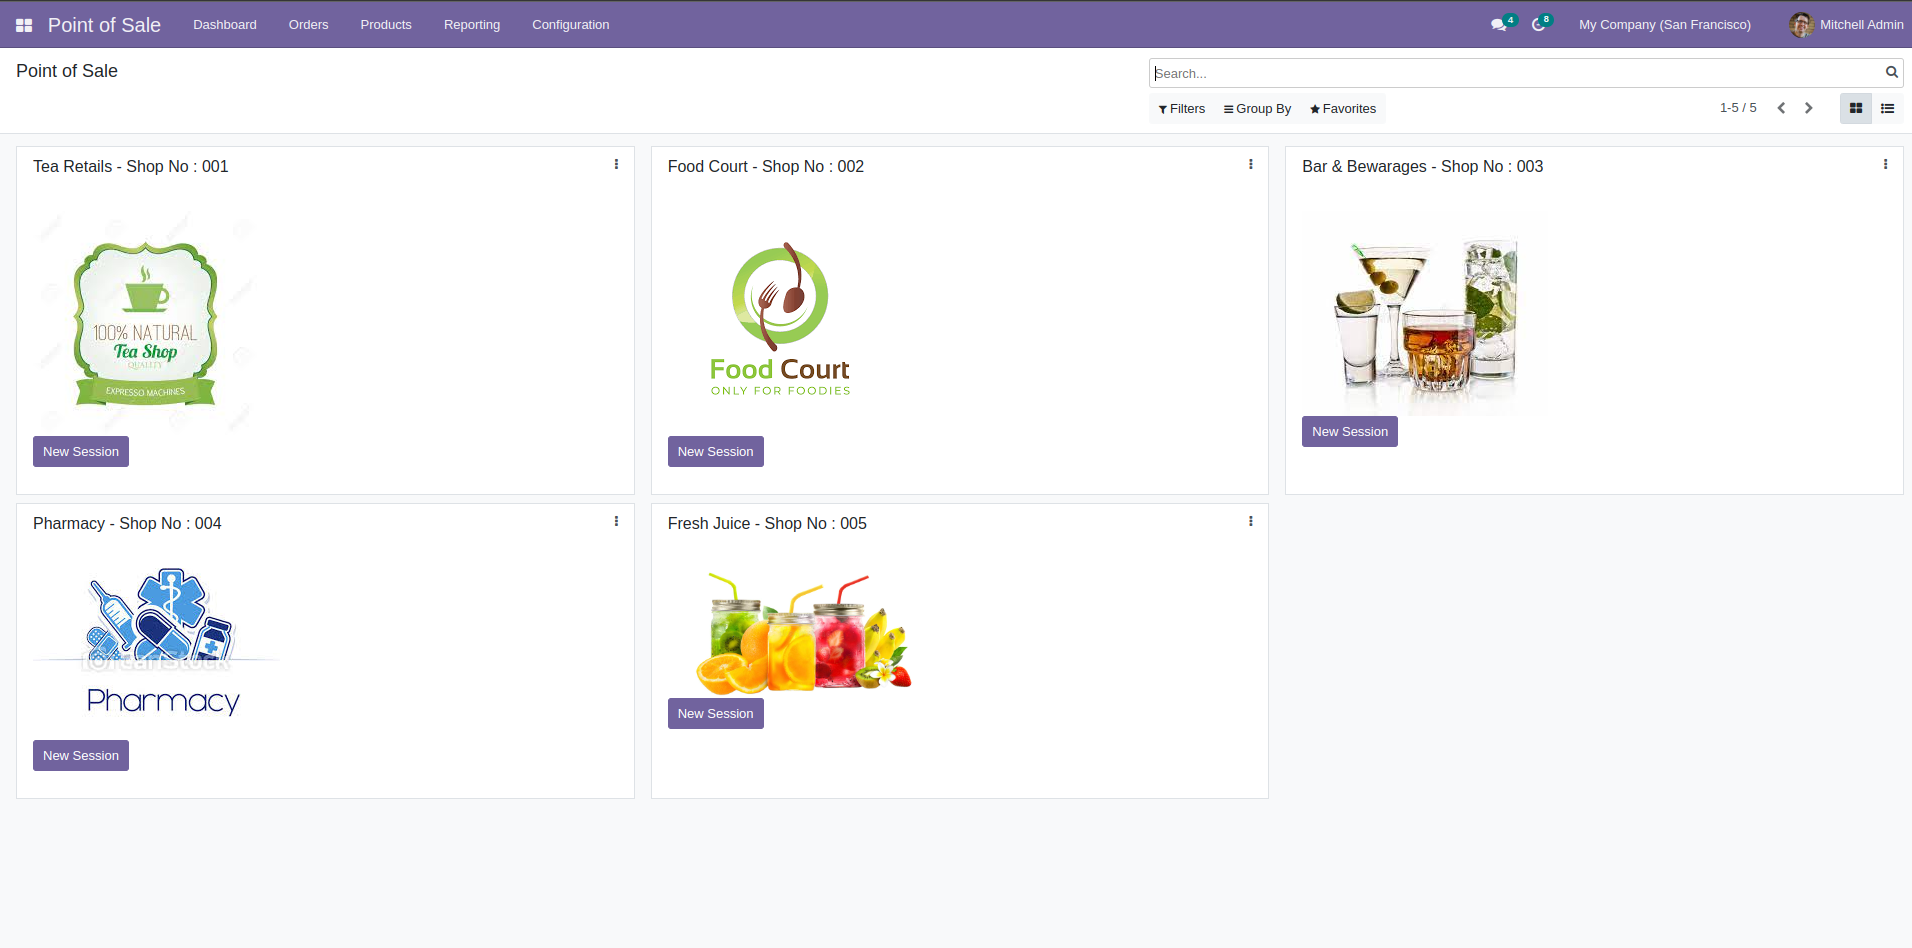 Point of Sale Dashboard Orders Products Reporting Configuration 4 8 My Company (San Francisco) Mitchell Admin
Point of Sale
Search...
Filters Group By Favorites 1-5 / 5
Tea Retails - Shop No : 001
100% NATURAL
Tea Shop
QUALITY
EXPRESSO MACHINES
New Session
Food Court - Shop No : 002
Food Court
ONLY FOR FOODIES
New Session
Bar & Bewarages - Shop No : 003
New Session
Pharmacy - Shop No : 004
Pharmacy
New Session
Fresh Juice - Shop No : 005
New Session